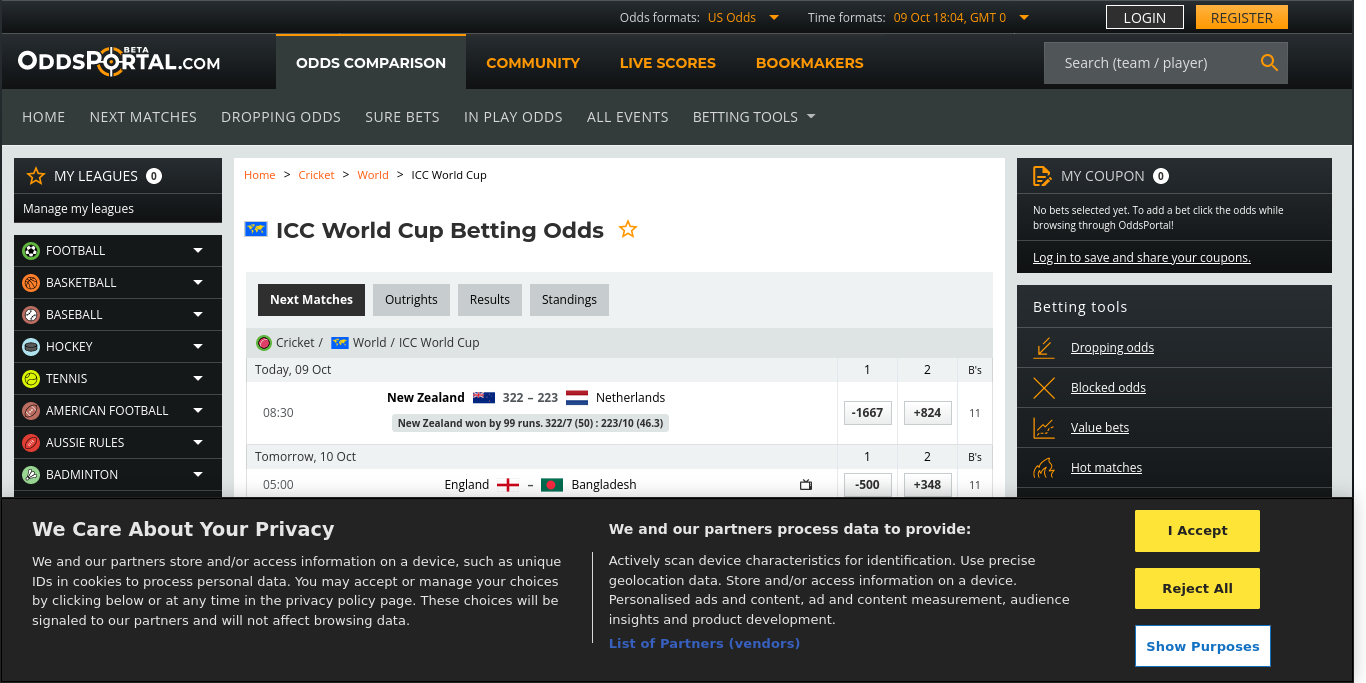 Odds formats: US Odds
Time formats: 09 Oct 18:04, GMT 0
LOGIN
REGISTER
ODDSPORTAL.COM
BETA
ODDS COMPARISON
COMMUNITY
LIVE SCORES
BOOKMAKERS
Search (team / player)
HOME
NEXT MATCHES
DROPPING ODDS
SURE BETS
IN PLAY ODDS
ALL EVENTS
BETTING TOOLS
MY LEAGUES 0
Manage my leagues
FOOTBALL
BASKETBALL
BASEBALL
HOCKEY
TENNIS
AMERICAN FOOTBALL
AUSSIE RULES
BADMINTON
Home > Cricket > World > ICC World Cup
ICC World Cup Betting Odds
Next Matches
Outrights
Results
Standings
Cricket / World / ICC World Cup
Today, 09 Oct 1 2 B's
08:30 New Zealand 322 – 223 Netherlands -1667 +824 11
New Zealand won by 99 runs. 322/7 (50) : 223/10 (46.3)
Tomorrow, 10 Oct 1 2 B's
05:00 England – Bangladesh -500 +348 11
MY COUPON 0
No bets selected yet. To add a bet click the odds while
browsing through OddsPortal!
Log in to save and share your coupons.
Betting tools
Dropping odds
Blocked odds
Value bets
Hot matches
We Care About Your Privacy
We and our partners store and/or access information on a device, such as unique
IDs in cookies to process personal data. You may accept or manage your choices
by clicking below or at any time in the privacy policy page. These choices will be
signaled to our partners and will not affect browsing data.
We and our partners process data to provide:
Actively scan device characteristics for identification. Use precise
geolocation data. Store and/or access information on a device.
Personalised ads and content, ad and content measurement, audience
insights and product development.
List of Partners (vendors)
I Accept
Reject All
Show Purposes